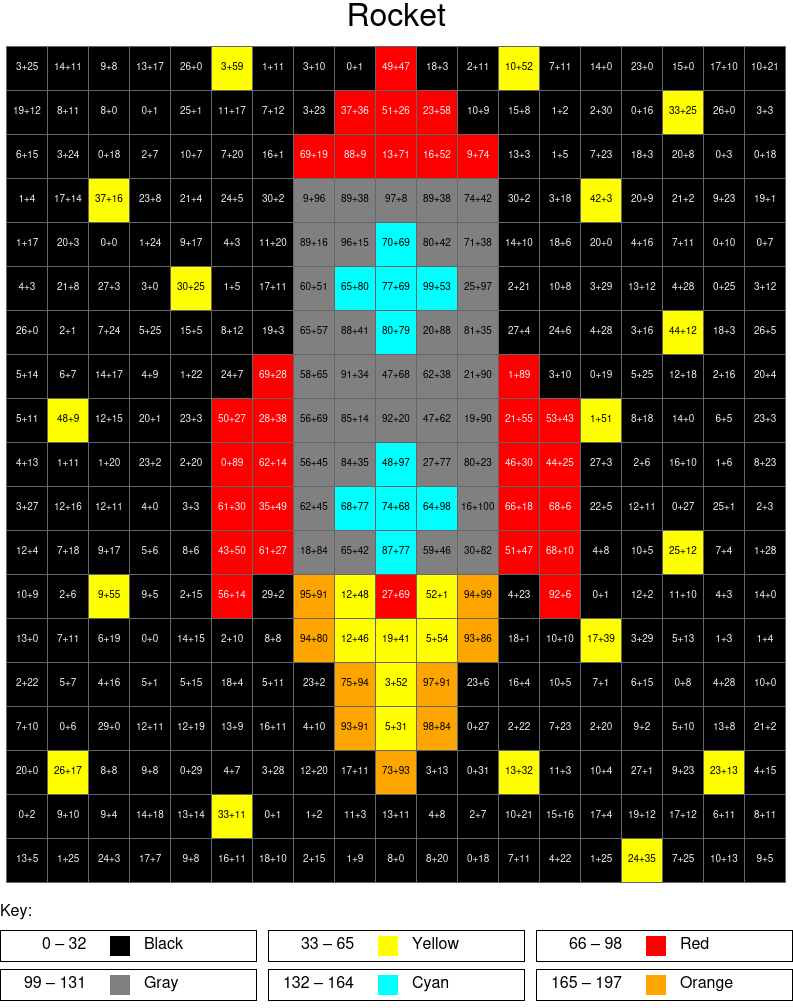 Rocket
3+25 14+11 9+8 13+17 26+0 3+59 1+11 3+10 0+1 49+47 18+3 2+11 10+52 7+11 14+0 23+0 15+0 17+10 10+21
19+12 8+11 8+0 0+1 25+1 11+17 7+12 3+23 37+36 51+26 23+58 10+9 15+8 1+2 2+30 0+16 33+25 26+0 3+3
6+15 3+24 0+18 2+7 10+7 7+20 16+1 69+19 88+9 13+71 16+52 9+74 13+3 1+5 7+23 18+3 20+8 0+3 0+18
1+4 17+14 37+16 23+8 21+4 24+5 30+2 9+96 89+38 97+8 89+38 74+42 30+2 3+18 42+3 20+9 21+2 9+23 19+1
1+17 20+3 0+0 1+24 9+17 4+3 11+20 89+16 96+15 70+69 80+42 71+38 14+10 18+6 20+0 4+16 7+11 0+10 0+7
4+3 21+8 27+3 3+0 30+25 1+5 17+11 60+51 65+80 77+69 99+53 25+97 2+21 10+8 3+29 13+12 4+28 0+25 3+12
26+0 2+1 7+24 5+25 15+5 8+12 19+3 65+57 88+41 80+79 20+88 81+35 27+4 24+6 4+28 3+16 44+12 18+3 26+5
5+14 6+7 14+17 4+9 1+22 24+7 69+28 58+65 91+34 47+68 62+38 21+90 1+89 3+10 0+19 5+25 12+18 2+16 20+4
5+11 48+9 12+15 20+1 23+3 50+27 28+38 56+69 85+14 92+20 47+62 19+90 21+55 53+43 1+51 8+18 14+0 6+5 23+3
4+13 1+11 1+20 23+2 2+20 0+89 62+14 56+45 84+35 48+97 27+77 80+23 46+30 44+25 27+3 2+6 16+10 1+6 8+23
3+27 12+16 12+11 4+0 3+3 61+30 35+49 62+45 68+77 74+68 64+98 16+100 66+18 68+6 22+5 12+11 0+27 25+1 2+3
12+4 7+18 9+17 5+6 8+6 43+50 61+27 18+84 65+42 87+77 59+46 30+82 51+47 68+10 4+8 10+5 25+12 7+4 1+28
10+9 2+6 9+55 9+5 2+15 56+14 29+2 95+91 12+48 27+69 52+1 94+99 4+23 92+6 0+1 12+2 11+10 4+3 14+0
13+0 7+11 6+19 0+0 14+15 2+10 8+8 94+80 12+46 19+41 5+54 93+86 18+1 10+10 17+39 3+29 5+13 1+3 1+4
2+22 5+7 4+16 5+1 5+15 18+4 5+11 23+2 75+94 3+52 97+91 23+6 16+4 10+5 7+1 6+15 0+8 4+28 10+0
7+10 0+6 29+0 12+11 12+19 13+9 16+11 4+10 93+91 5+31 98+84 0+27 2+22 7+23 2+20 9+2 5+10 13+8 21+2
20+0 26+17 8+8 9+8 0+29 4+7 3+28 12+20 17+11 73+93 3+13 0+31 13+32 11+3 10+4 27+1 9+23 23+13 4+15
0+2 9+10 9+4 14+18 13+14 33+11 0+1 1+2 11+3 13+11 4+8 2+7 10+21 15+16 17+4 19+12 17+12 6+11 8+11
13+5 1+25 24+3 17+7 9+8 16+11 18+10 2+15 1+9 8+0 8+20 0+18 7+11 4+22 1+25 24+35 7+25 10+13 9+5
Key:
0 – 32 Black 33 – 65 Yellow 66 – 98 Red
99 – 131 Gray 132 – 164 Cyan 165 – 197 Orange